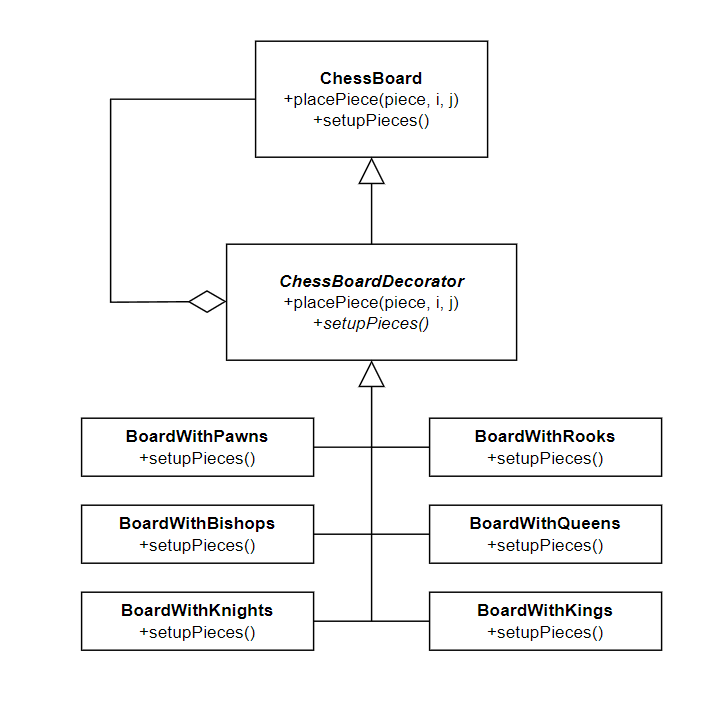 ChessBoard
+placePiece(piece, i, j)
+setupPieces()
ChessBoardDecorator
+placePiece(piece, i, j)
+setupPieces()
BoardWithPawns
+setupPieces()
BoardWithRooks
+setupPieces()
BoardWithBishops
+setupPieces()
BoardWithQueens
+setupPieces()
BoardWithKnights
+setupPieces()
BoardWithKings
+setupPieces()